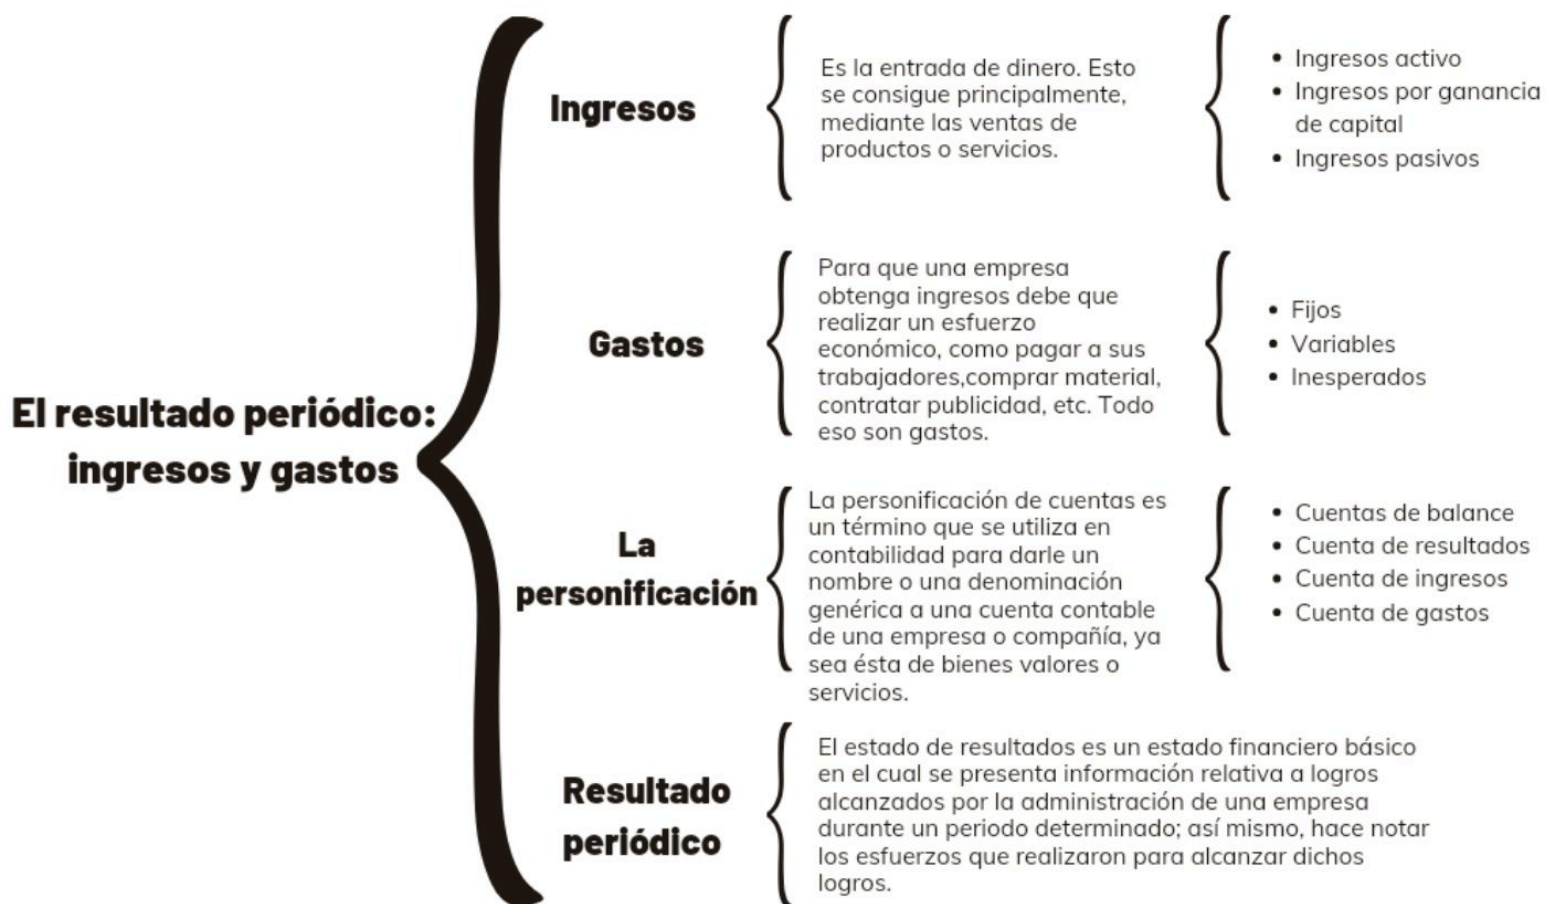 El resultado periódico:
ingresos y gastos
Ingresos
Es la entrada de dinero. Esto
se consigue principalmente,
mediante las ventas de
productos o servicios.
• Ingresos activo
• Ingresos por ganancia
de capital
• Ingresos pasivos
Gastos
Para que una empresa
obtenga ingresos debe que
realizar un esfuerzo
económico, como pagar a sus
trabajadores,comprar material,
contratar publicidad, etc. Todo
eso son gastos.
• Fijos
• Variables
• Inesperados
La
personificación
La personificación de cuentas es
un término que se utiliza en
contabilidad para darle un
nombre o una denominación
genérica a una cuenta contable
de una empresa o compañía, ya
sea ésta de bienes valores o
servicios.
• Cuentas de balance
• Cuenta de resultados
• Cuenta de ingresos
• Cuenta de gastos
Resultado
periódico
El estado de resultados es un estado financiero básico
en el cual se presenta información relativa a logros
alcanzados por la administración de una empresa
durante un periodo determinado; así mismo, hace notar
los esfuerzos que realizaron para alcanzar dichos
logros.